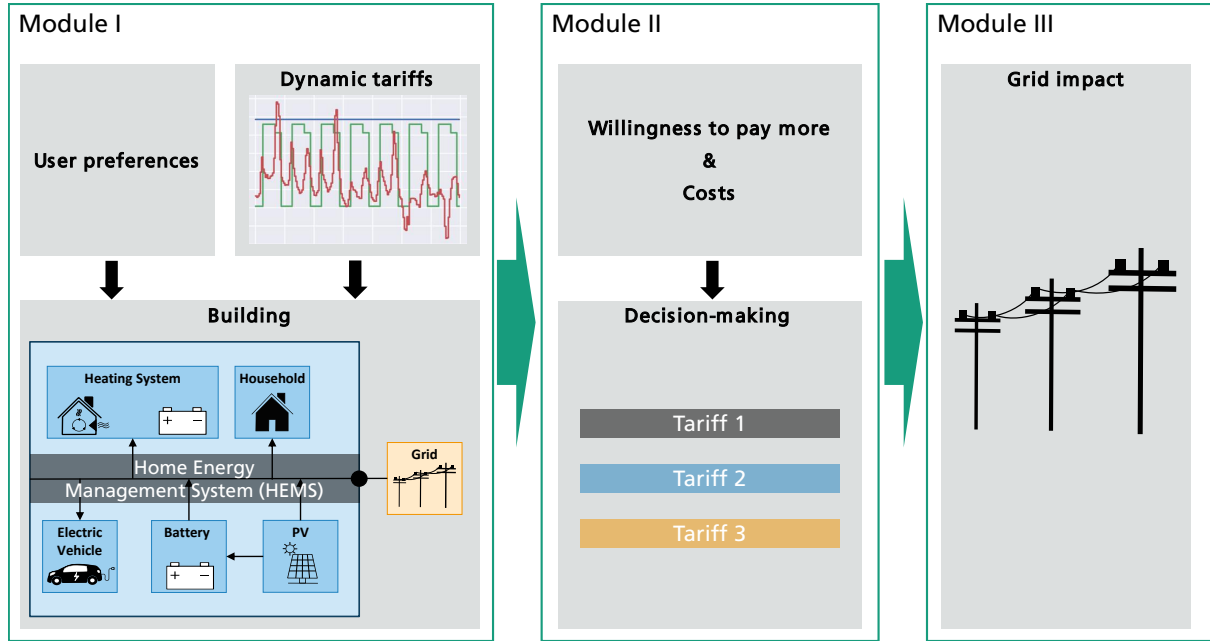 Module I
User preferences
Dynamic tariffs
Building
Heating System
Household
Home Energy
Management System (HEMS)
Grid
Electric
Vehicle
Battery
PV
Module II
Willingness to pay more
&
Costs
Decision-making
Tariff 1
Tariff 2
Tariff 3
Module III
Grid impact